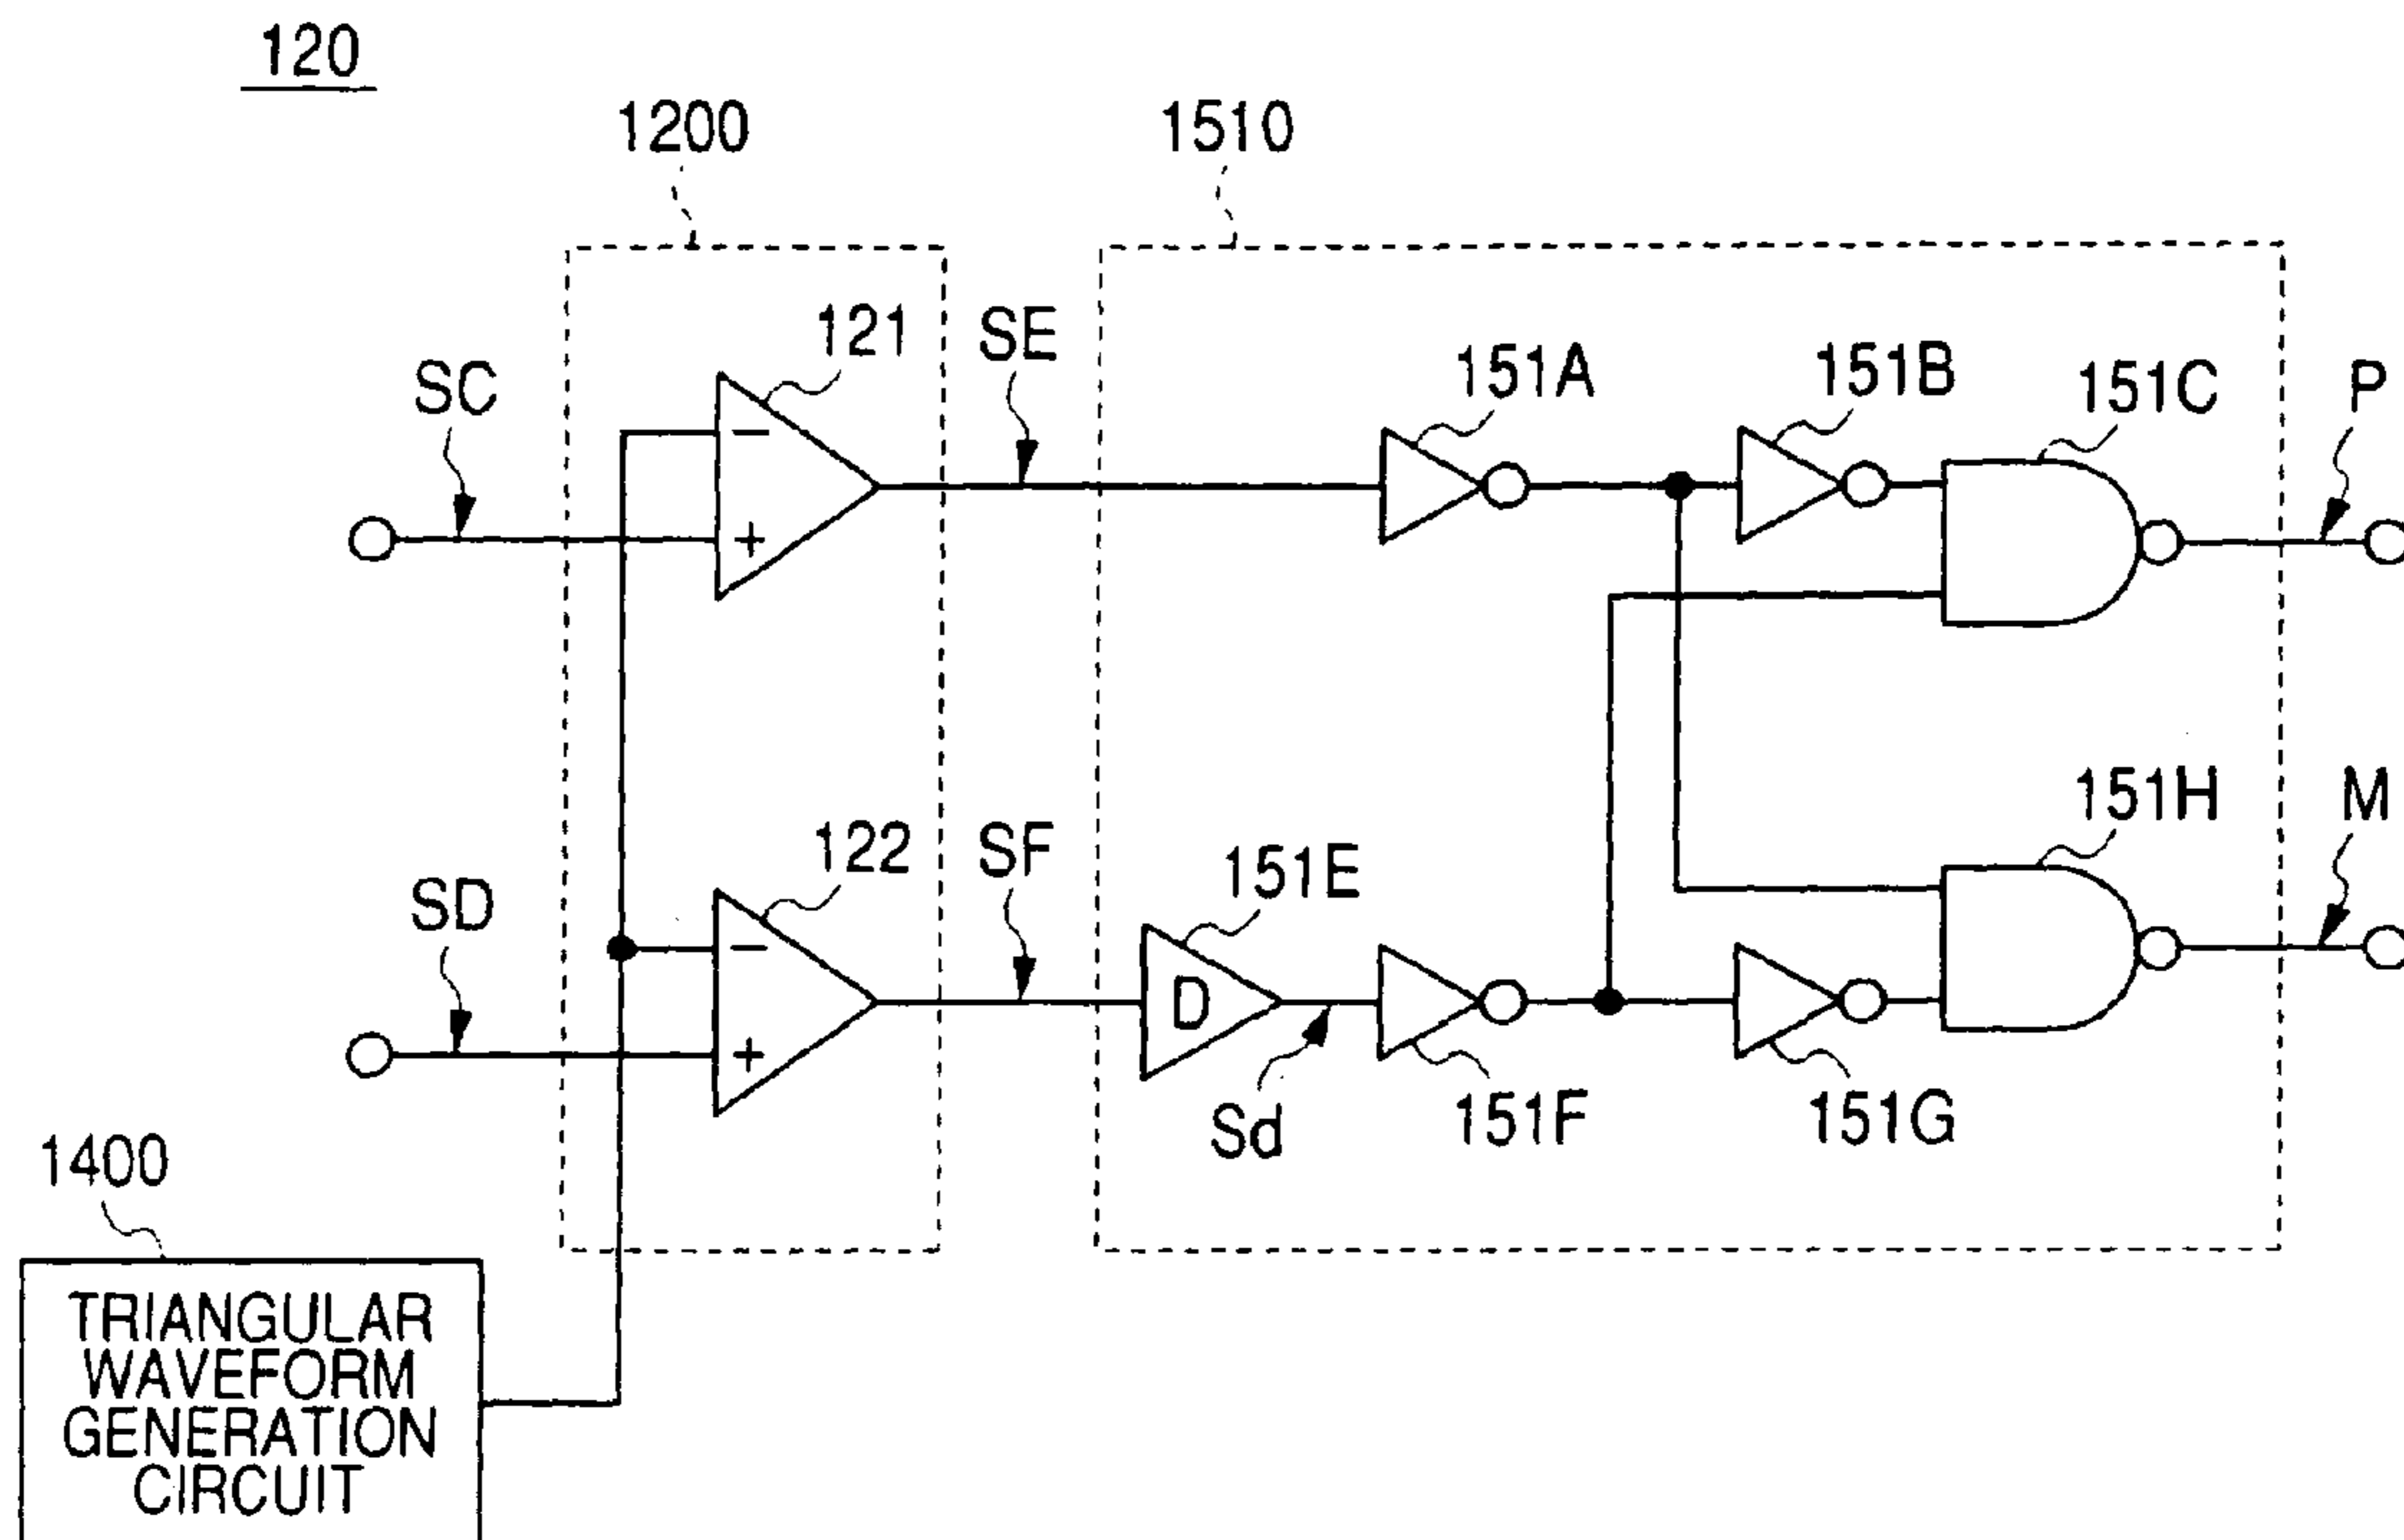 120
1200
1510
121
SE
SC
151A
151B
151C
P
-
+
151H
M
122
SF
151E
SD
-
+
D
Sd
151F
151G
1400
TRIANGULAR
WAVEFORM
GENERATION
CIRCUIT